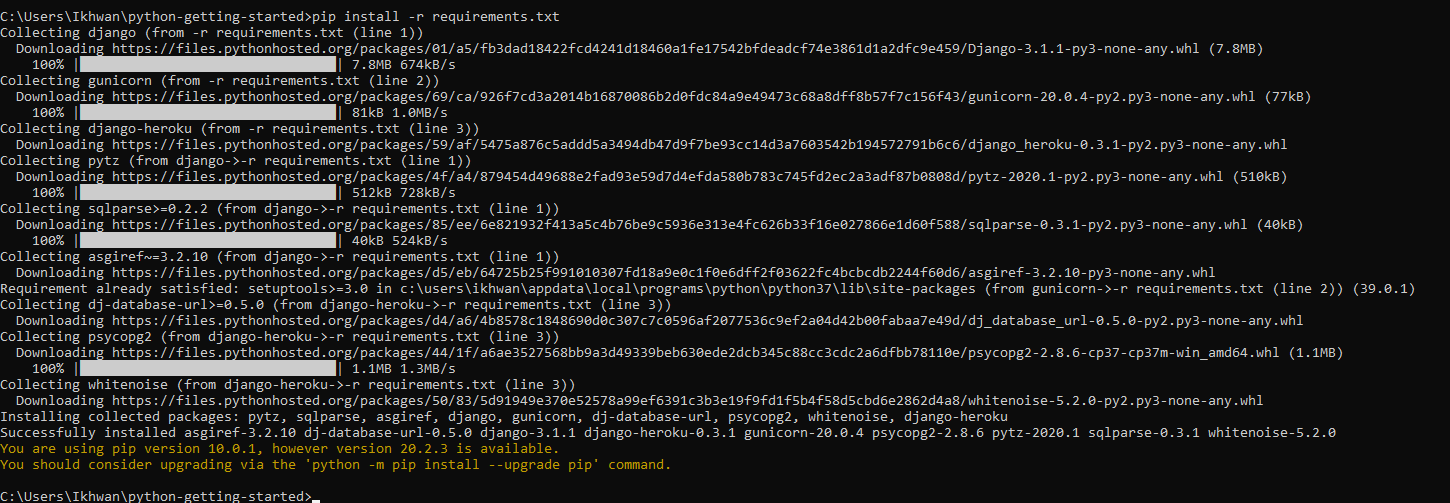 C:\Users\Ikhwan\python-getting-started>pip install -r requirements.txt
Collecting django (from -r requirements.txt (line 1))
  Downloading https://files.pythonhosted.org/packages/01/a5/fb3dad18422fcd4241d18460a1fe17542bfdeadcf74e3861d1a2dfc9e459/Django-3.1.1-py3-none-any.whl (7.8MB)
    100% |████████████████████████████████| 7.8MB 674kB/s
Collecting gunicorn (from -r requirements.txt (line 2))
  Downloading https://files.pythonhosted.org/packages/69/ca/926f7cd3a2014b16870086b2d0fdc84a9e49473c68a8dff8b57f7c156f43/gunicorn-20.0.4-py2.py3-none-any.whl (77kB)
    100% |████████████████████████████████| 81kB 1.0MB/s
Collecting django-heroku (from -r requirements.txt (line 3))
  Downloading https://files.pythonhosted.org/packages/59/af/5475a876c5addd5a3494db47d9f7be93cc14d3a7603542b194572791b6c6/django_heroku-0.3.1-py2.py3-none-any.whl
Collecting pytz (from django->-r requirements.txt (line 1))
  Downloading https://files.pythonhosted.org/packages/4f/a4/879454d49688e2fad93e59d7d4efda580b783c745fd2ec2a3adf87b0808d/pytz-2020.1-py2.py3-none-any.whl (510kB)
    100% |████████████████████████████████| 512kB 728kB/s
Collecting sqlparse>=0.2.2 (from django->-r requirements.txt (line 1))
  Downloading https://files.pythonhosted.org/packages/85/ee/6e821932f413a5c4b76be9c5936e313e4fc626b33f16e027866e1d60f588/sqlparse-0.3.1-py2.py3-none-any.whl (40kB)
    100% |████████████████████████████████| 40kB 524kB/s
Collecting asgiref~=3.2.10 (from django->-r requirements.txt (line 1))
  Downloading https://files.pythonhosted.org/packages/d5/eb/64725b25f991010307fd18a9e0c1f0e6dff2f03622fc4bcbcdb2244f60d6/asgiref-3.2.10-py3-none-any.whl
Requirement already satisfied: setuptools>=3.0 in c:\users\ikhwan\appdata\local\programs\python\python37\lib\site-packages (from gunicorn->-r requirements.txt (line 2)) (39.0.1)
Collecting dj-database-url>=0.5.0 (from django-heroku->-r requirements.txt (line 3))
  Downloading https://files.pythonhosted.org/packages/d4/a6/4b8578c1848690d0c307c7c0596af2077536c9ef2a04d42b00fabaa7e49d/dj_database_url-0.5.0-py2.py3-none-any.whl
Collecting psycopg2 (from django-heroku->-r requirements.txt (line 3))
  Downloading https://files.pythonhosted.org/packages/44/1f/a6ae3527568bb9a3d49339beb630ede2dcb345c88cc3cdc2a6dfbb78110e/psycopg2-2.8.6-cp37-cp37m-win_amd64.whl (1.1MB)
    100% |████████████████████████████████| 1.1MB 1.3MB/s
Collecting whitenoise (from django-heroku->-r requirements.txt (line 3))
  Downloading https://files.pythonhosted.org/packages/50/83/5d91949e370e52578a99ef6391c3b3e19f9fd1f5b4f58d5cbd6e2862d4a8/whitenoise-5.2.0-py2.py3-none-any.whl
Installing collected packages: pytz, sqlparse, asgiref, django, gunicorn, dj-database-url, psycopg2, whitenoise, django-heroku
Successfully installed asgiref-3.2.10 dj-database-url-0.5.0 django-3.1.1 django-heroku-0.3.1 gunicorn-20.0.4 psycopg2-2.8.6 pytz-2020.1 sqlparse-0.3.1 whitenoise-5.2.0
You are using pip version 10.0.1, however version 20.2.3 is available.
You should consider upgrading via the 'python -m pip install --upgrade pip' command.
C:\Users\Ikhwan\python-getting-started>